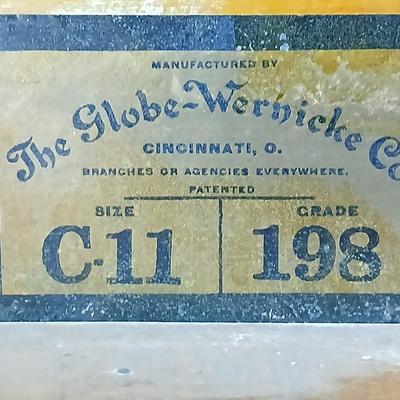 MANUFACTURED BY
The Globe-Wernicke Co
CINCINNATI, O.
BRANCHES OR AGENCIES EVERYWHERE.
PATENTED
SIZE GRADE
C-11 198